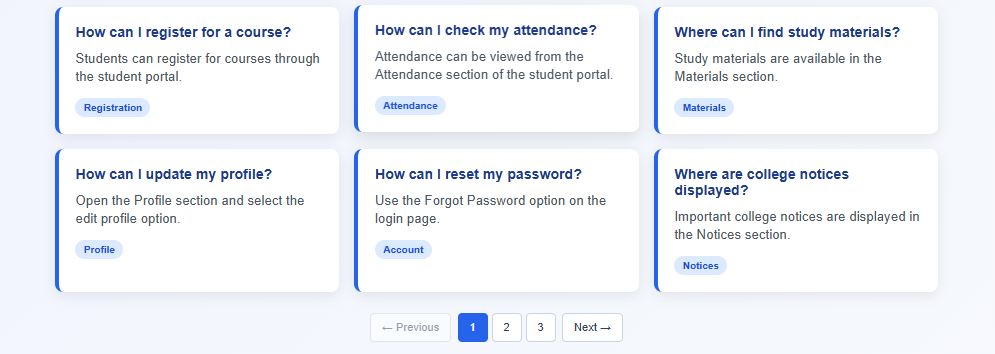 How can I register for a course?
Students can register for courses through
the student portal.
Registration
How can I check my attendance?
Attendance can be viewed from the
Attendance section of the student portal.
Attendance
Where can I find study materials?
Study materials are available in the
Materials section.
Materials
How can I update my profile?
Open the Profile section and select the
edit profile option.
Profile
How can I reset my password?
Use the Forgot Password option on the
login page.
Account
Where are college notices
displayed?
Important college notices are displayed in
the Notices section.
Notices
← Previous 1 2 3 Next →